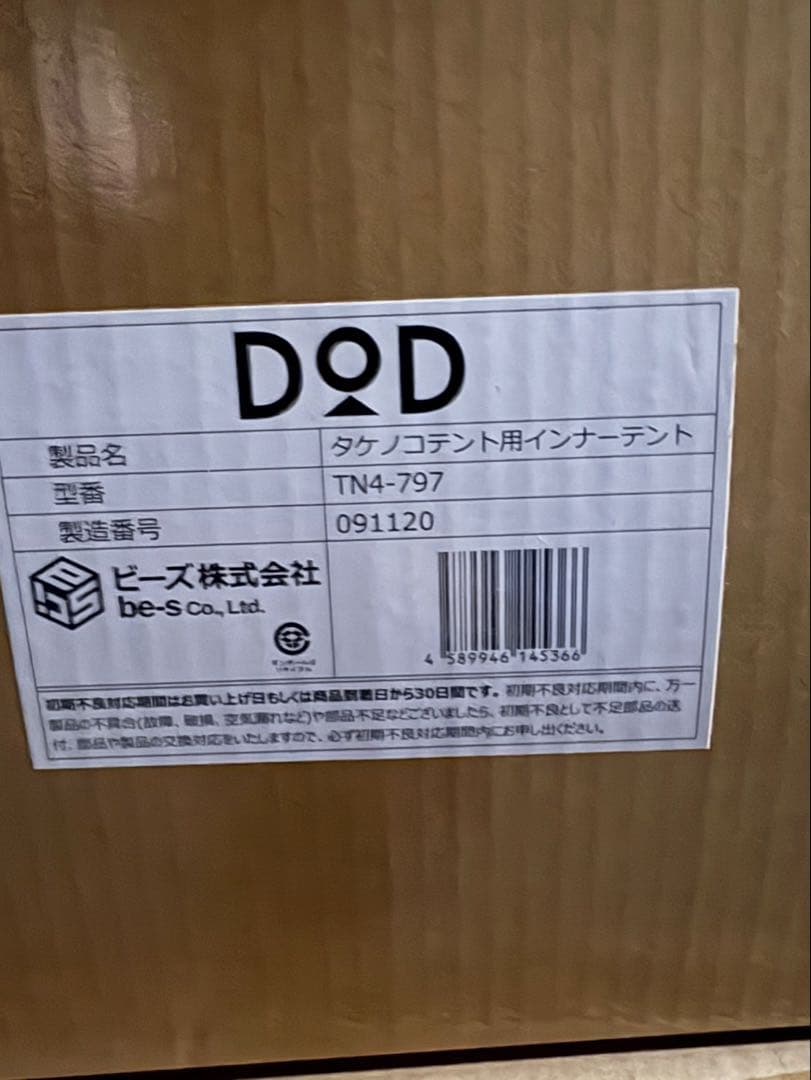 DOD
製品名 タケノコテント用インナーテント
型番 TN4-797
製造番号 091120
ビーズ株式会社
be-s Co., Ltd.
4 589946 145366
初期不良対応期間はお買い上げ日もしくは商品到着日から30日間です。初期不良対応期間内に、万一
製品の不具合(故障、破損、空気漏れなど)や部品不足などございましたら、初期不良として不足部品の送
付、部品や製品の交換対応をいたしますので、必ず初期不良対応期間内にお申し出ください。